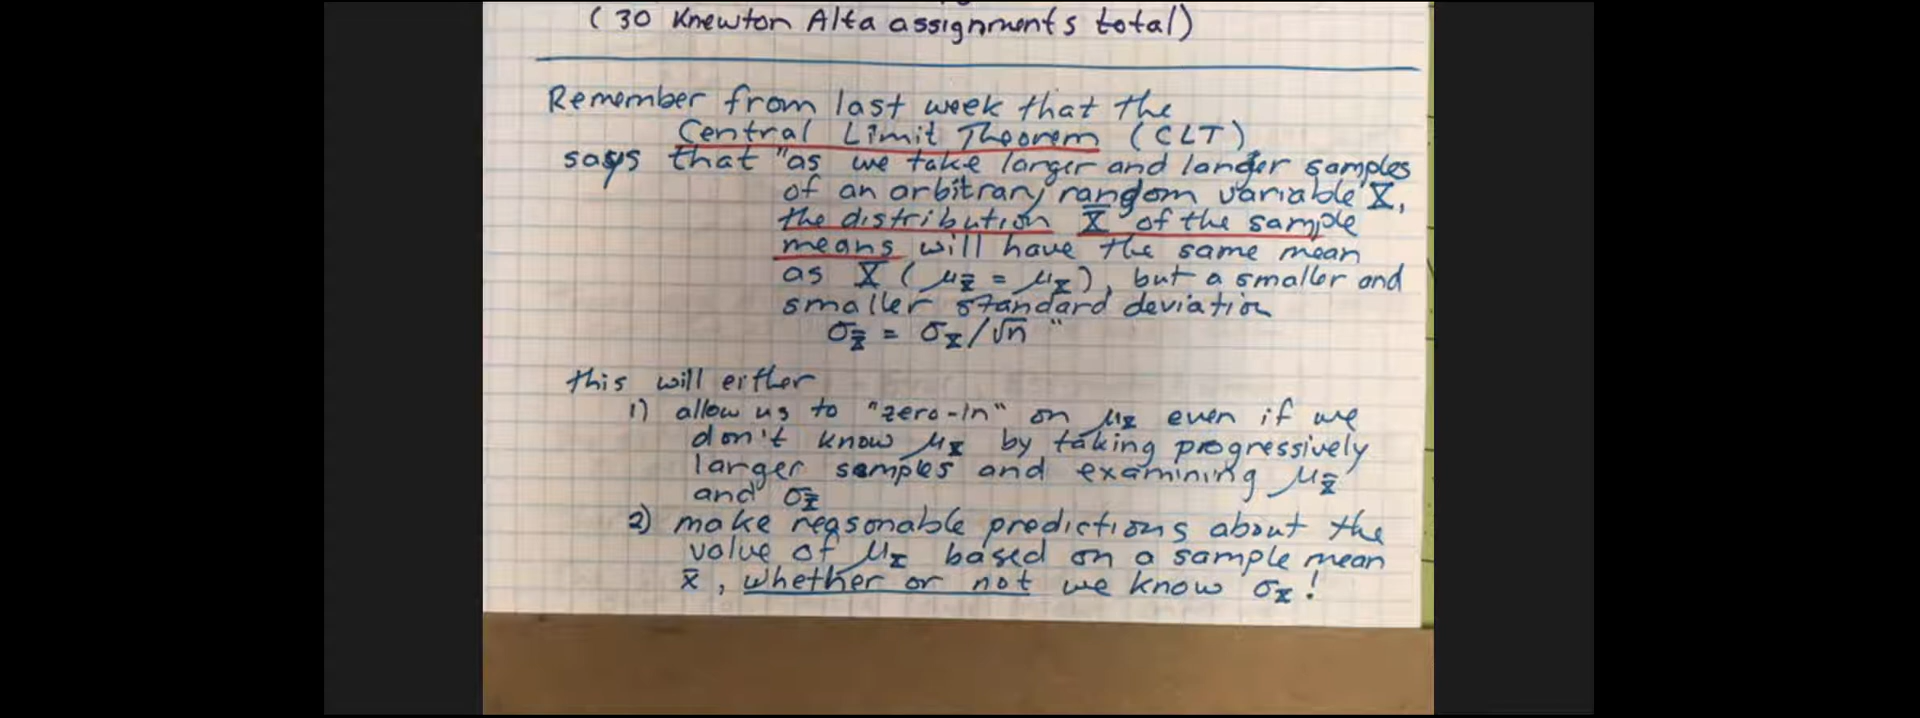 (30 Knewton Alta assignments total)
Remember from last week that the
Central Limit Theorem (CLT)
says that "as we take larger and larger samples
of an arbitrary random variable X,
the distribution X̄ of the sample
means will have the same mean
as X (μX̄ = μX), but a smaller and
smaller standard deviation
σX̄ = σX/√n "
this will either
1) allow us to "zero-in" on μX even if we
don't know μX by taking progressively
larger samples and examining μX̄
and σX̄
2) make reasonable predictions about the
value of μX based on a sample mean
x̄, whether or not we know σX!